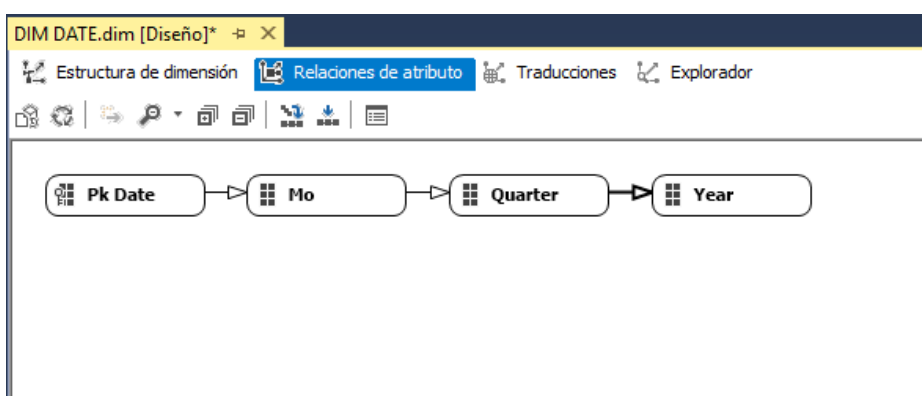 DIM DATE.dim [Diseño]*
Estructura de dimensión Relaciones de atributo Traducciones Explorador
Pk Date Mo Quarter Year